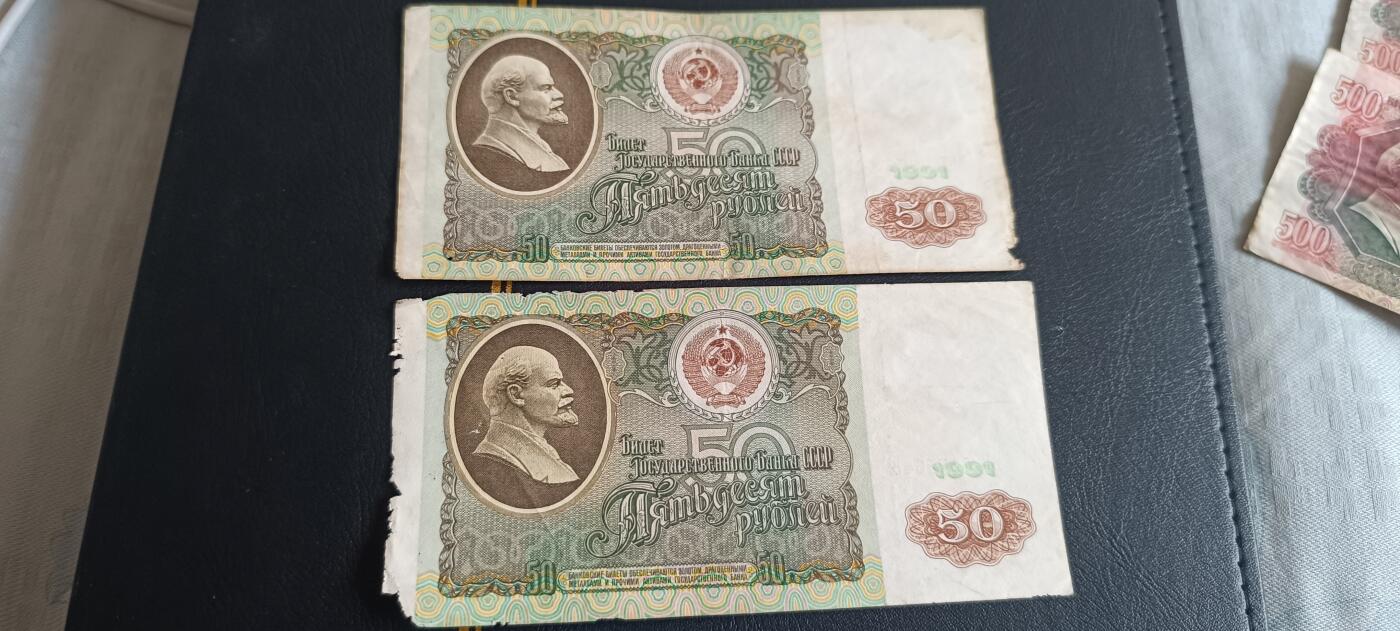 50
Билет
Государственного Банка СССР
Пятьдесят
рублей
1991
50
50
БАНКОВСКИЕ БИЛЕТЫ ОБЕСПЕЧИВАЮТСЯ ЗОЛОТОМ, ДРАГОЦЕННЫМИ
МЕТАЛЛАМИ И ПРОЧИМИ АКТИВАМИ ГОСУДАРСТВЕННОГО БАНКА
50
50
Билет
Государственного Банка СССР
Пятьдесят
рублей
1991
50
50
БАНКОВСКИЕ БИЛЕТЫ ОБЕСПЕЧИВАЮТСЯ ЗОЛОТОМ, ДРАГОЦЕННЫМИ
МЕТАЛЛАМИ И ПРОЧИМИ АКТИВАМИ ГОСУДАРСТВЕННОГО БАНКА
50
500
500
500